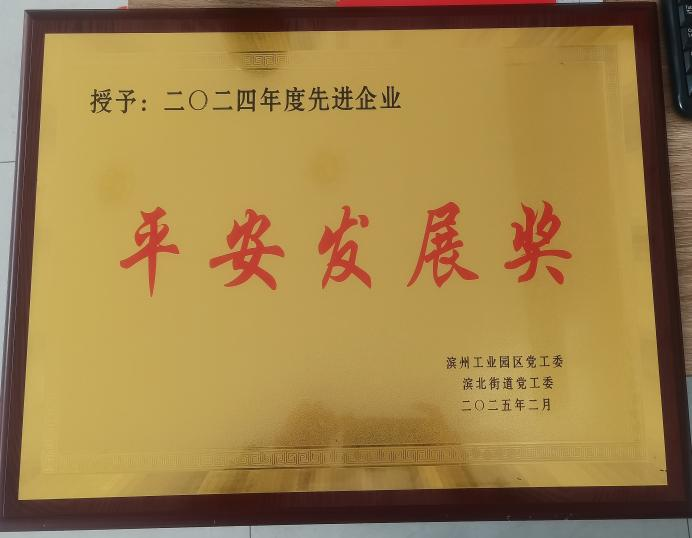 授予：二〇二四年度先进企业
平安发展奖
滨州工业园区党工委
滨北街道党工委
二〇二五年二月